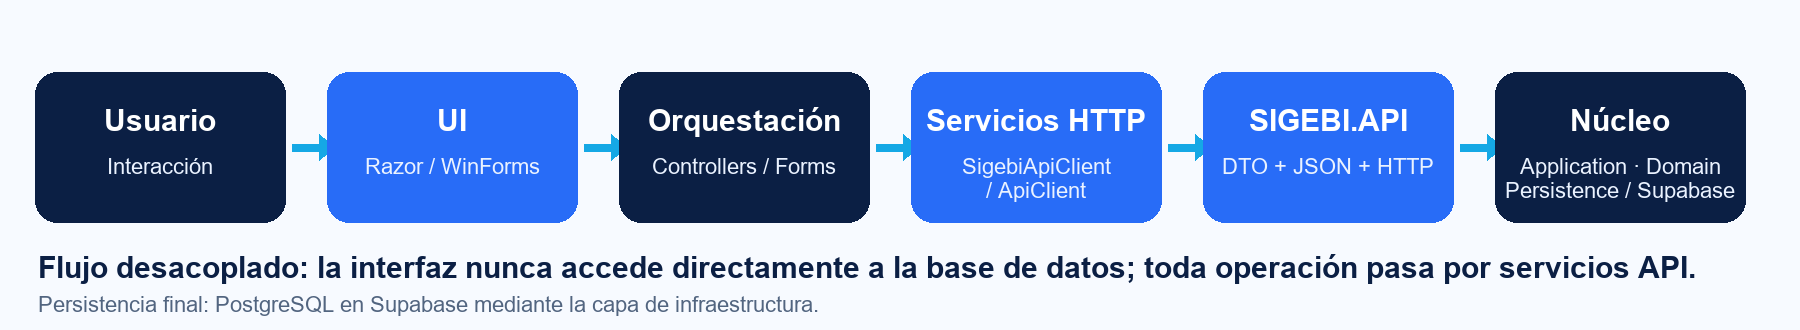 Usuario
Interacción
UI
Razor / WinForms
Orquestación
Controllers / Forms
Servicios HTTP
SigebiApiClient
/ ApiClient
SIGEBI.API
DTO + JSON + HTTP
Núcleo
Application · Domain
Persistence / Supabase
Flujo desacoplado: la interfaz nunca accede directamente a la base de datos; toda operación pasa por servicios API.
Persistencia final: PostgreSQL en Supabase mediante la capa de infraestructura.